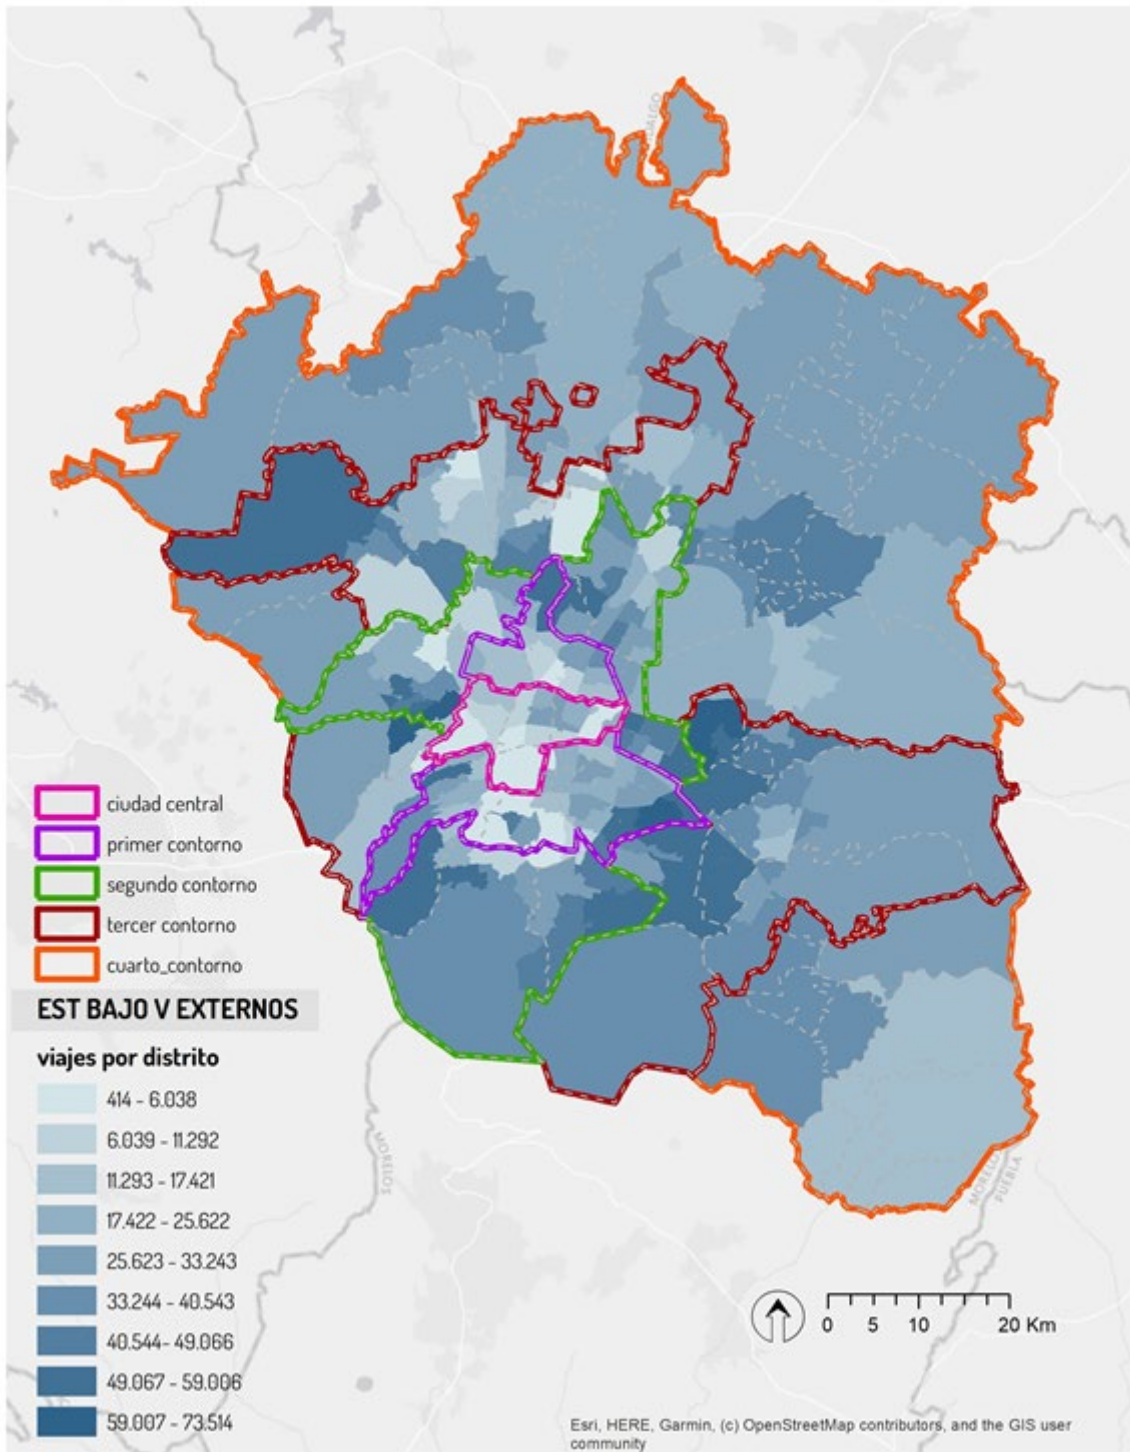 HIDALGO
ciudad central
primer contorno
segundo contorno
tercer contorno
cuarto_contorno
EST BAJO V EXTERNOS
viajes por distrito
414 - 6.038
6.039 - 11.292
11.293 - 17.421
17.422 - 25.622
25.623 - 33.243
33.244 - 40.543
40.544- 49.066
49.067 - 59.006
59.007 - 73.514
MORELOS
MORELOS
PUEBLA
0 5 10 20 Km
Esri, HERE, Garmin, (c) OpenStreetMap contributors, and the GIS user
community